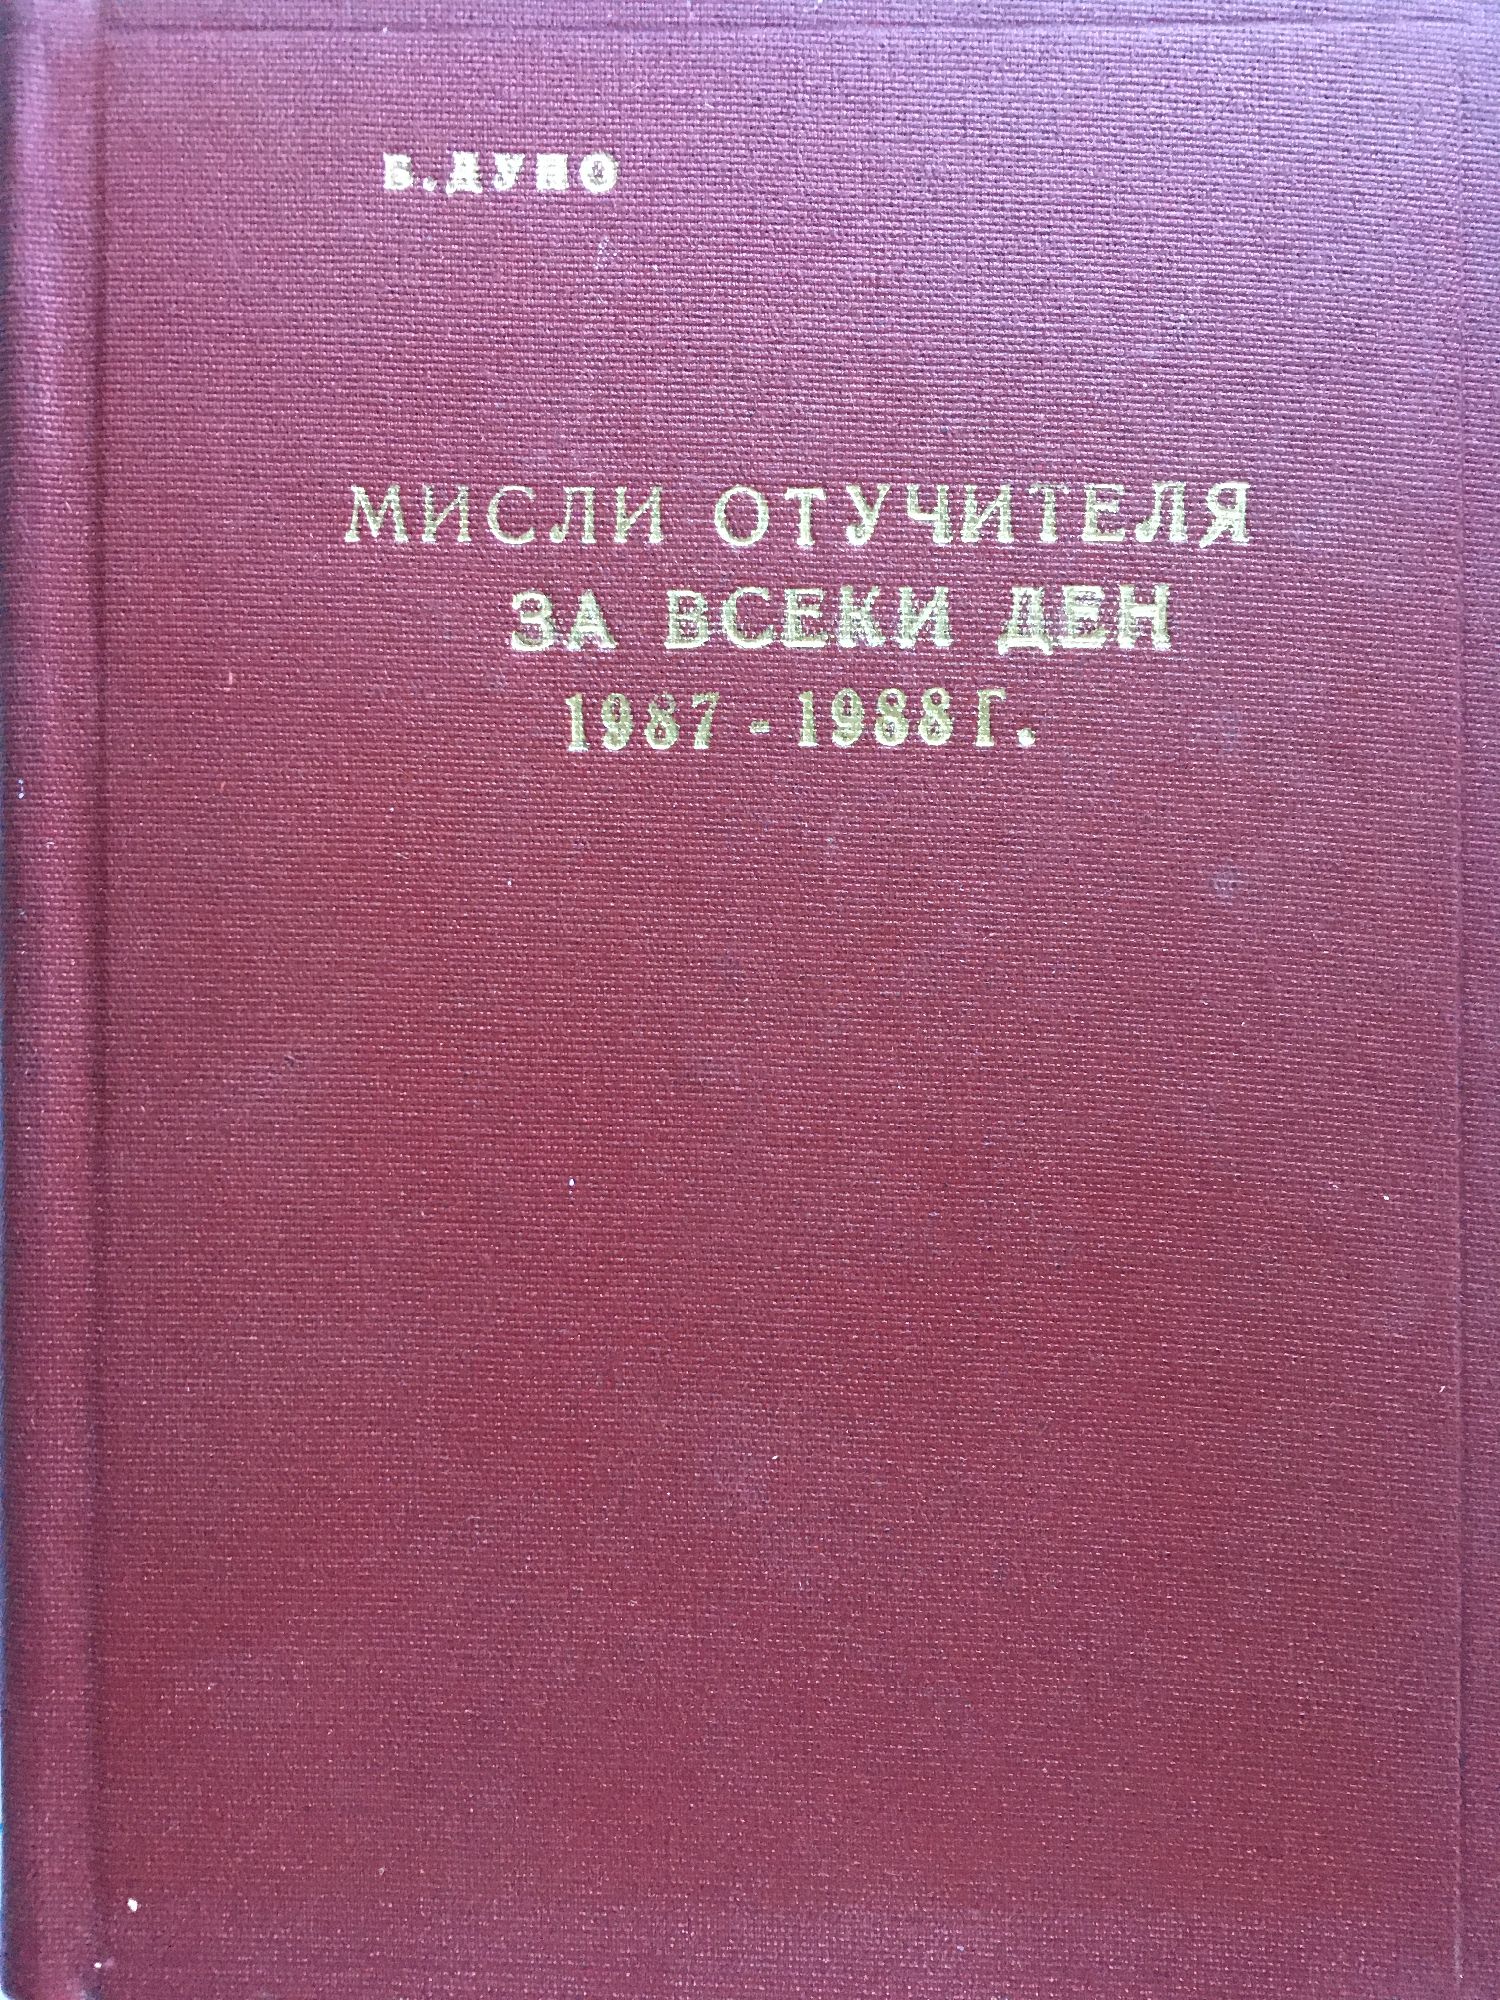 Б. ДУНО
МИСЛИ ОТ УЧИТЕЛЯ
ЗА ВСЕКИ ДЕН
1987 - 1988 Г.